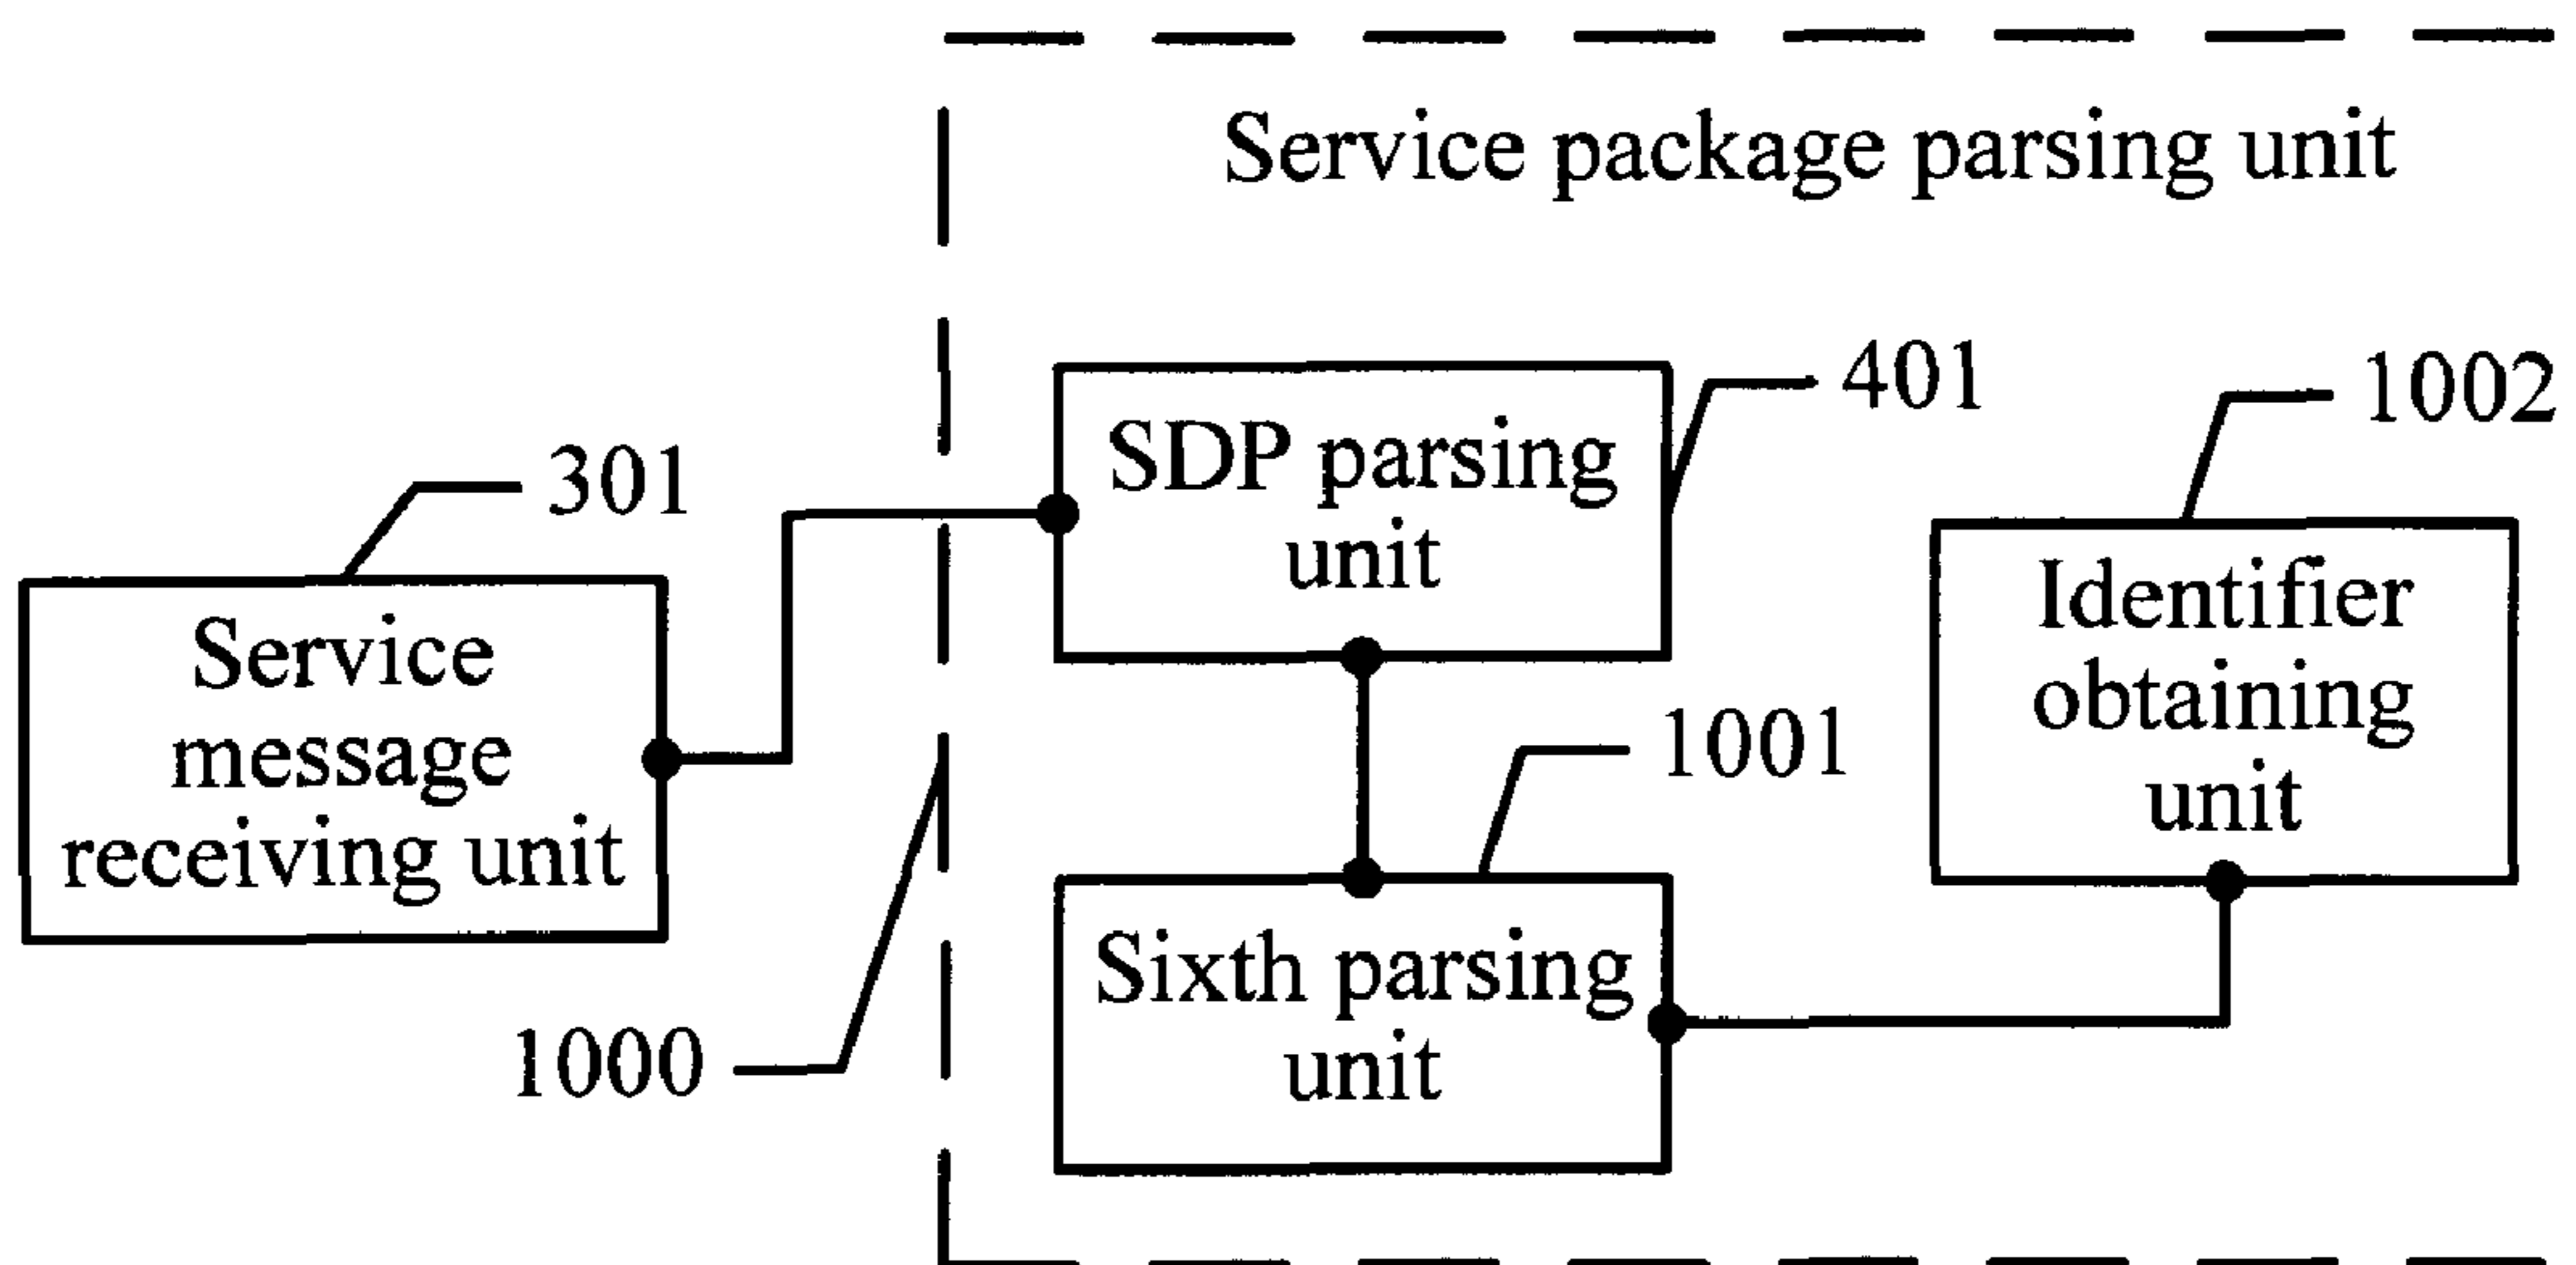 Service package parsing unit
401
1002
301
SDP parsing
unit
Identifier
obtaining
unit
Service
message
receiving unit
1001
Sixth parsing
unit
1000